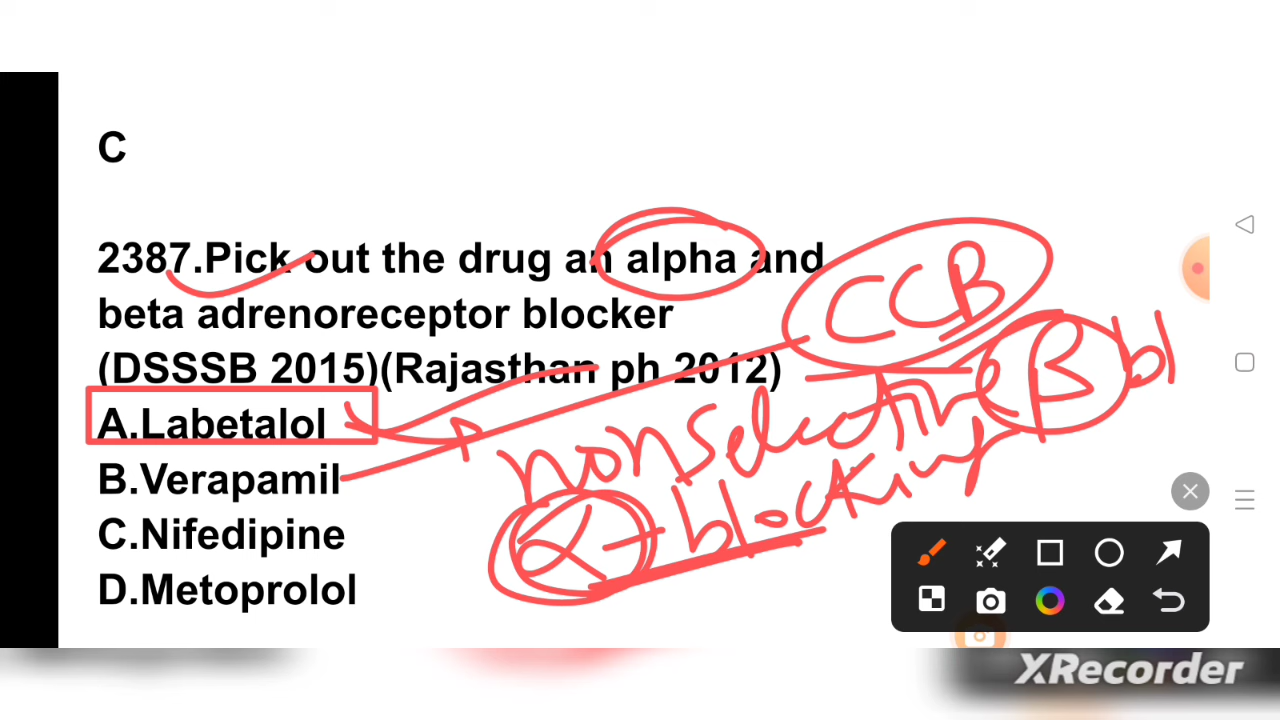 C
2387.Pick out the drug an alpha and
beta adrenoreceptor blocker
(DSSSB 2015)(Rajasthan ph 2012)
A.Labetalol
B.Verapamil
C.Nifedipine
D.Metoprolol
CCB
nonselective β bl
α-blocking
XRecorder